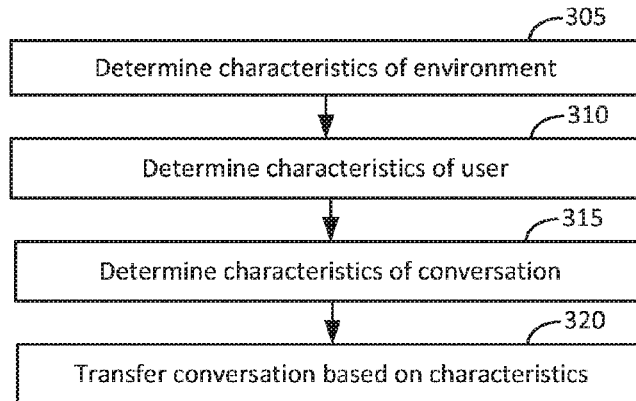 305
Determine characteristics of environment
310
Determine characteristics of user
315
Determine characteristics of conversation
320
Transfer conversation based on characteristics